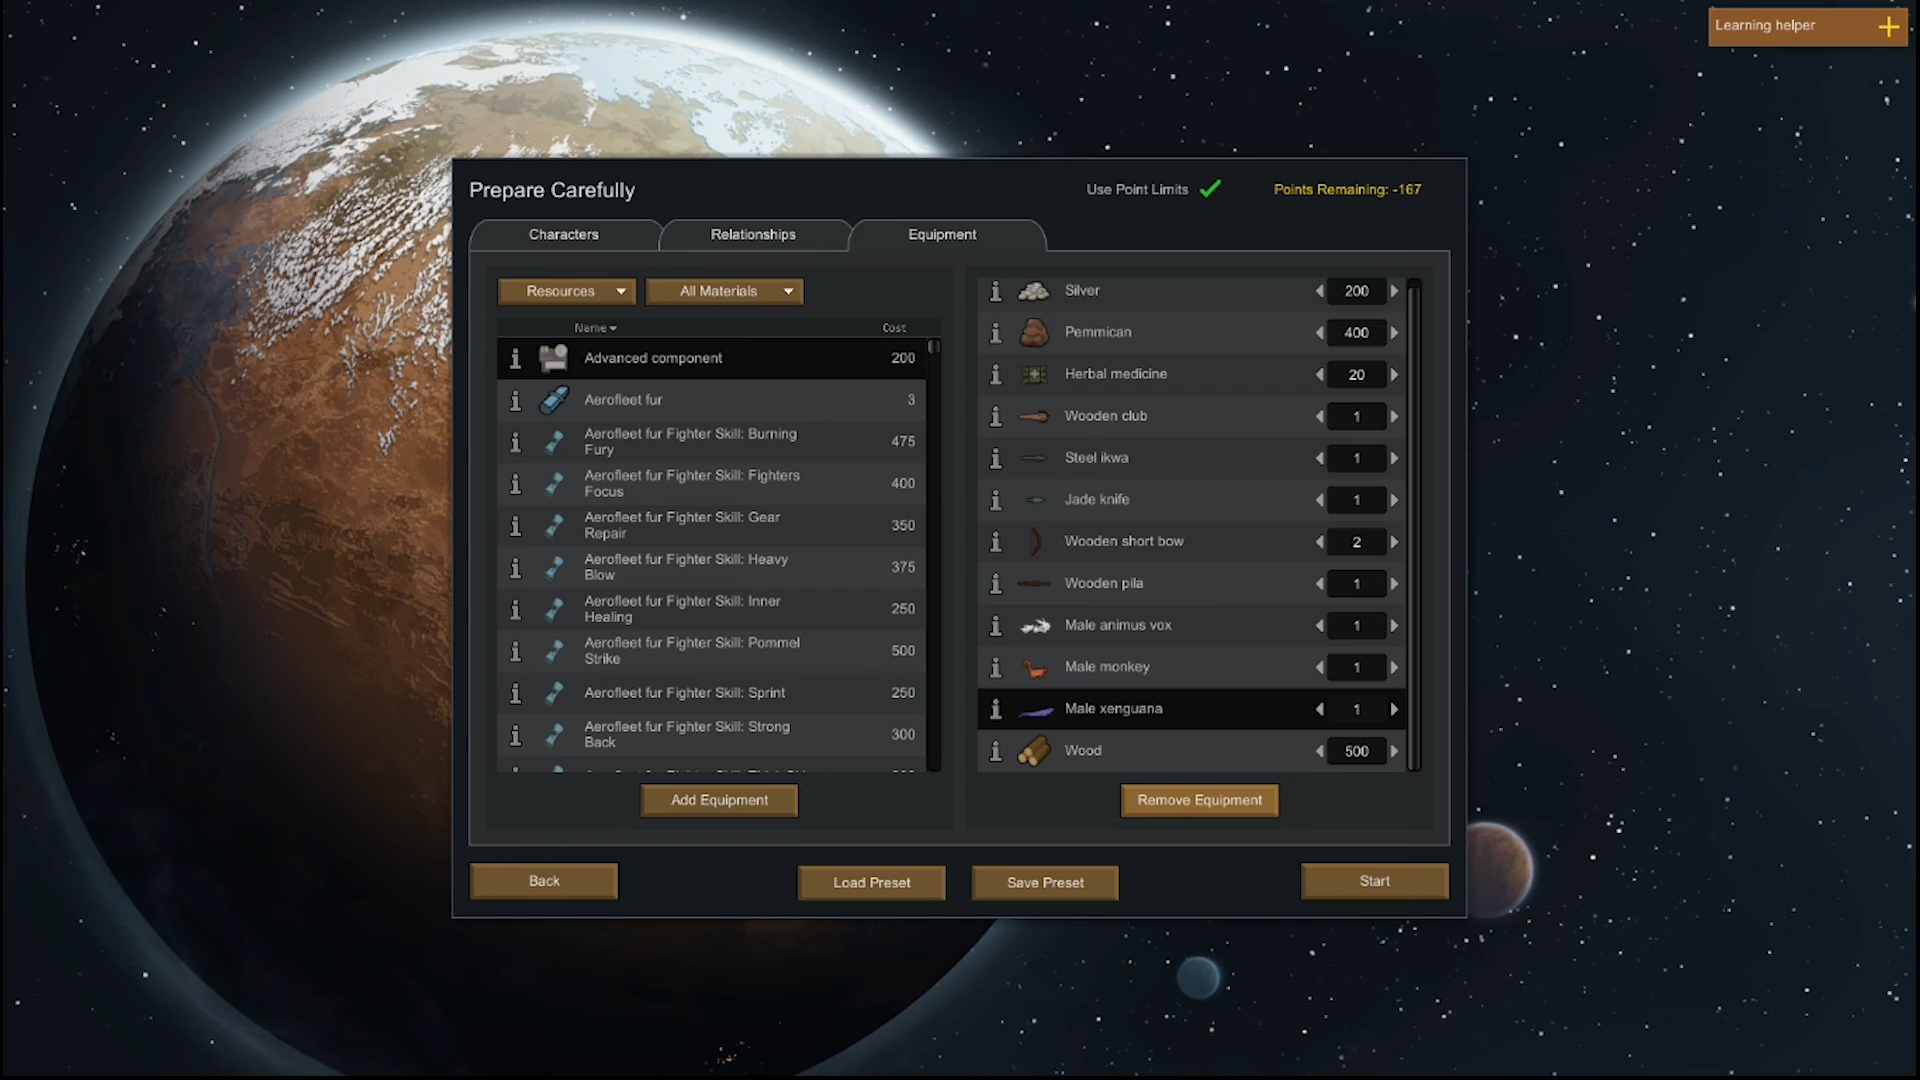 Learning helper
Prepare Carefully
Use Point Limits
Points Remaining: -167
Characters
Relationships
Equipment
Resources
All Materials
Name
Cost
Advanced component 200
Aerofleet fur 3
Aerofleet fur Fighter Skill: Burning
Fury
475
Aerofleet fur Fighter Skill: Fighters
Focus
400
Aerofleet fur Fighter Skill: Gear
Repair
350
Aerofleet fur Fighter Skill: Heavy
Blow
375
Aerofleet fur Fighter Skill: Inner
Healing
250
Aerofleet fur Fighter Skill: Pommel
Strike
500
Aerofleet fur Fighter Skill: Sprint 250
Aerofleet fur Fighter Skill: Strong
Back
300
Add Equipment
Silver 200
Pemmican 400
Herbal medicine 20
Wooden club 1
Steel ikwa 1
Jade knife 1
Wooden short bow 2
Wooden pila 1
Male animus vox 1
Male monkey 1
Male xenguana 1
Wood 500
Remove Equipment
Back
Load Preset
Save Preset
Start